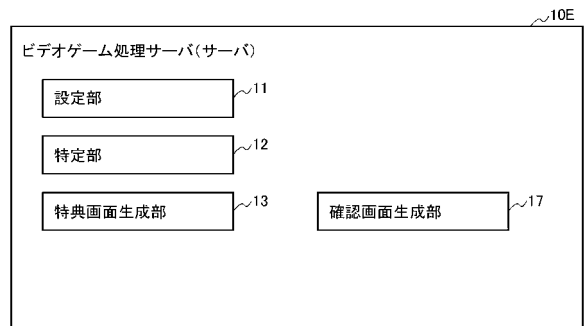 10E
ビデオゲーム処理サーバ(サーバ)
設定部
11
特定部
12
特典画面生成部
13
確認画面生成部
17